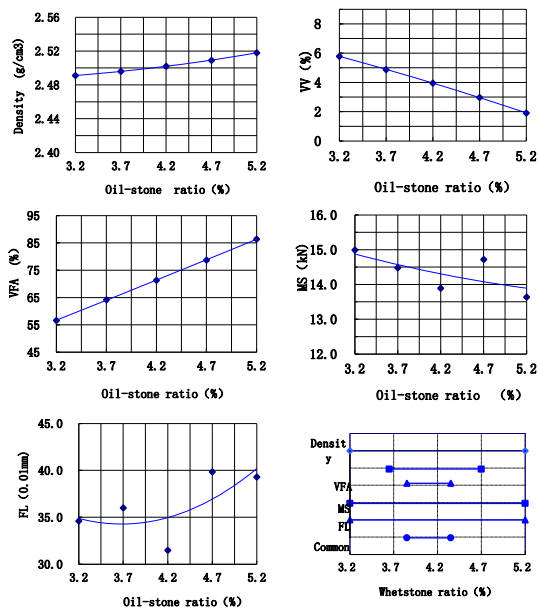 2.56
2.52
2.48
2.44
2.40
Density (g/cm3)
3.2 3.7 4.2 4.7 5.2
Oil-stone ratio(%)
8
6
4
2
0
VV(%)
3.2 3.7 4.2 4.7 5.2
Oil-stone ratio(%)
95
85
75
65
55
45
VFA (%)
3.2 3.7 4.2 4.7 5.2
Oil-stone ratio(%)
16.0
15.0
14.0
13.0
12.0
MS(kN)
3.2 3.7 4.2 4.7 5.2
Oil-stone ratio (%)
45.0
40.0
35.0
30.0
FL(0.01mm)
3.2 3.7 4.2 4.7 5.2
Oil-stone ratio(%)
Densit
y
VFA
MS
FL
Common
3.2 3.7 4.2 4.7 5.2
Whetstone ratio(%)